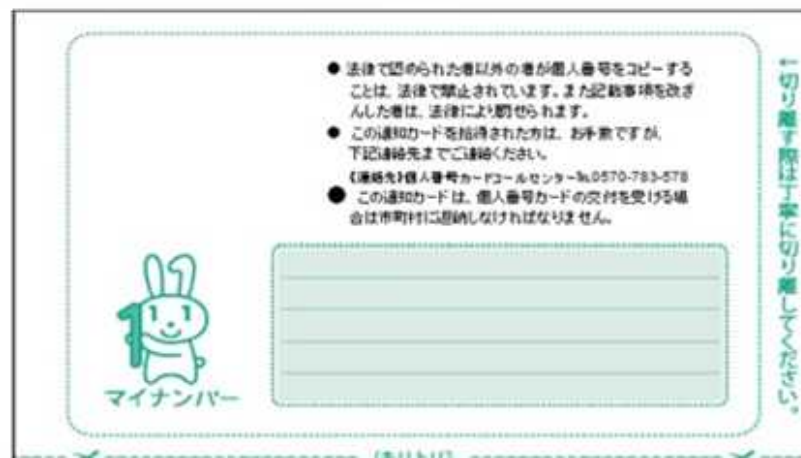 ● 法律で認められた者以外の者が個人番号をコピーする
ことは、法律で禁止されています。また記載事項を改ざ
んした者は、法律により罰せられます。
● この通知カードを拾得された方は、お手数ですが、
下記連絡先までご連絡ください。
《連絡先》個人番号カードコールセンター℡0570-783-578
● この通知カードは、個人番号カードの交付を受ける場
合は市町村に返納しなければなりません。
マイナンバー
←切り離す際は丁寧に切り離してください。